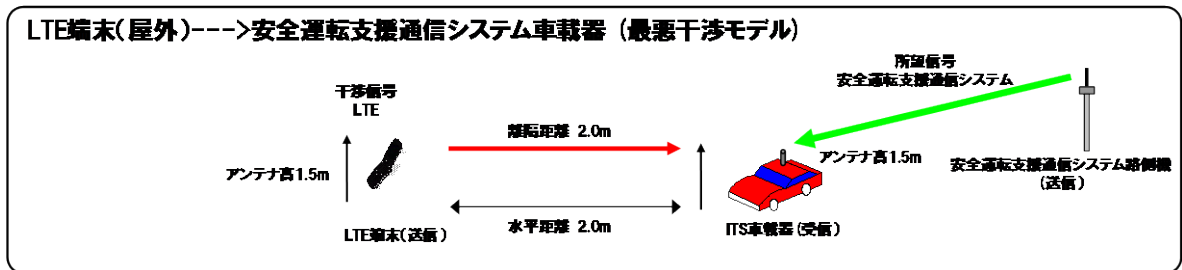 LTE端末(屋外)--->安全運転支援通信システム車載器 (最悪干渉モデル)
所望信号
安全運転支援通信システム
干渉信号
LTE
離隔距離 2.0m
アンテナ高1.5m
アンテナ高1.5m
安全運転支援通信システム路側機
(送信)
水平距離 2.0m
LTE端末(送信)
ITS車載器(受信)